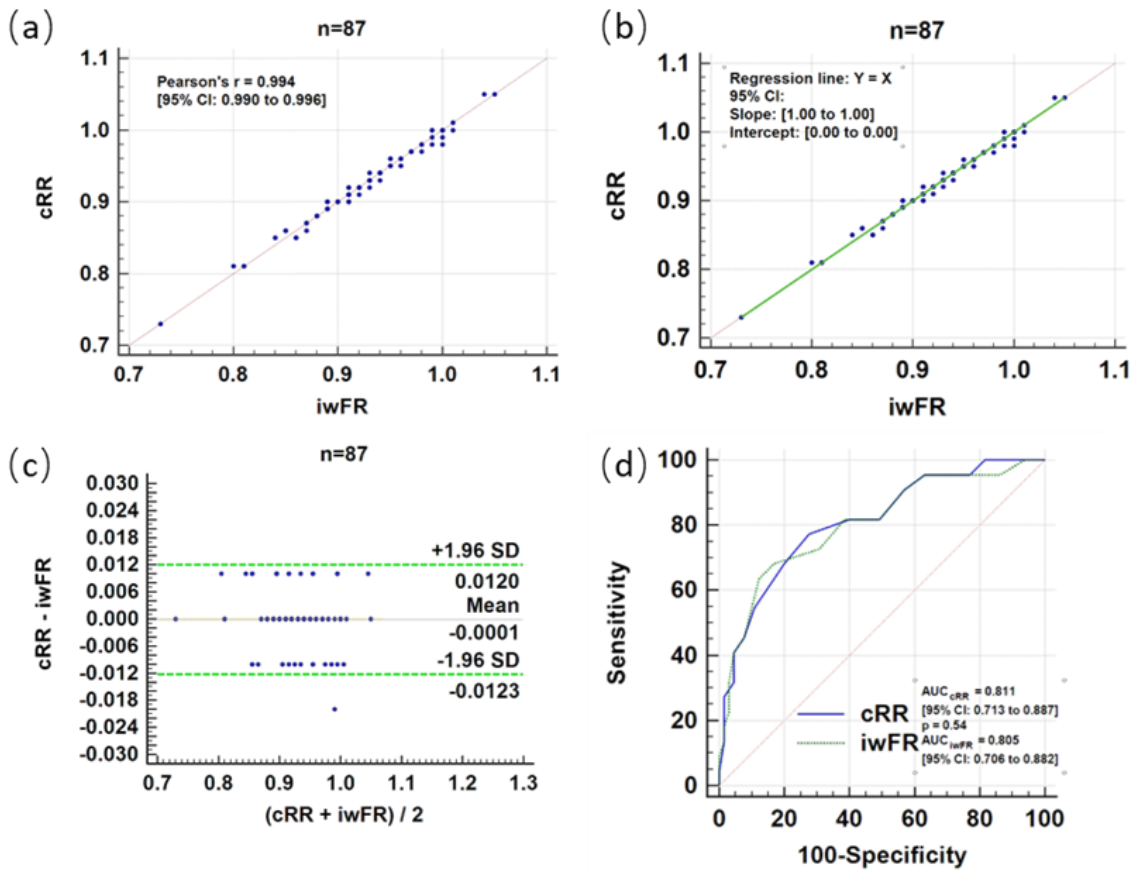 (a)
n=87
Pearson's r = 0.994
[95% CI: 0.990 to 0.996]
cRR
1.1
1.0
0.9
0.8
0.7
0.7 0.8 0.9 1.0 1.1
iwFR
(b)
n=87
Regression line: Y = X
95% CI:
Slope: [1.00 to 1.00]
Intercept: [0.00 to 0.00]
cRR
1.1
1.0
0.9
0.8
0.7
0.7 0.8 0.9 1.0 1.1
iwFR
(c)
n=87
cRR - iwFR
0.030
0.024
0.018
0.012
0.006
0.000
-0.006
-0.012
-0.018
-0.024
-0.030
+1.96 SD
0.0120
Mean
-0.0001
-1.96 SD
-0.0123
0.7 0.8 0.9 1.0 1.1 1.2 1.3
(cRR + iwFR) / 2
(d)
Sensitivity
100
80
60
40
20
0
cRR
iwFR
AUC cRR = 0.811
[95% CI: 0.713 to 0.887]
p = 0.54
AUC iwFR = 0.805
[95% CI: 0.706 to 0.882]
0 20 40 60 80 100
100-Specificity